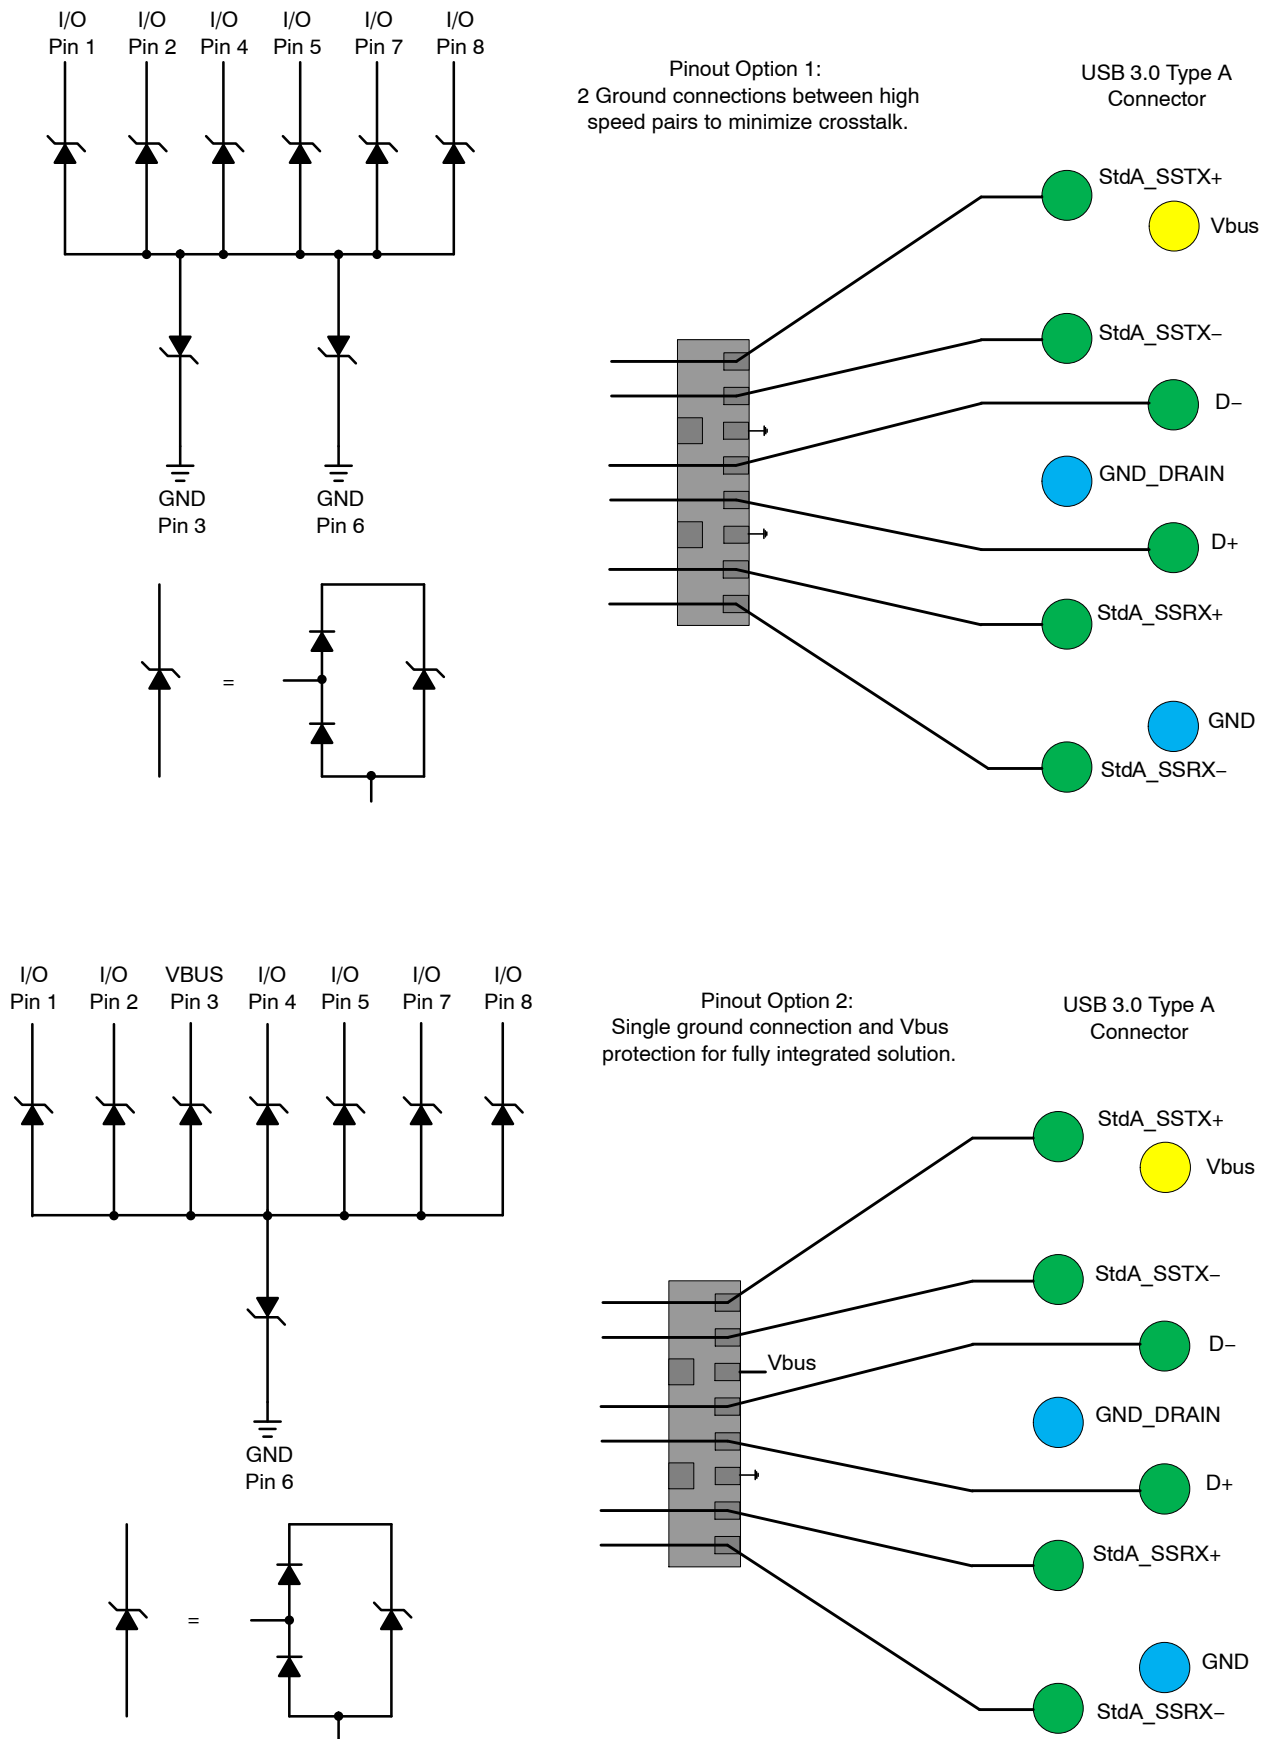 I/O I/O I/O I/O I/O I/O
Pin 1 Pin 2 Pin 4 Pin 5 Pin 7 Pin 8
GND GND
Pin 3 Pin 6
=
Pinout Option 1:
2 Ground connections between high
speed pairs to minimize crosstalk.
USB 3.0 Type A
Connector
StdA_SSTX+
Vbus
StdA_SSTX−
D−
GND_DRAIN
D+
StdA_SSRX+
GND
StdA_SSRX−
I/O I/O VBUS I/O I/O I/O I/O
Pin 1 Pin 2 Pin 3 Pin 4 Pin 5 Pin 7 Pin 8
GND
Pin 6
=
Pinout Option 2:
Single ground connection and Vbus
protection for fully integrated solution.
USB 3.0 Type A
Connector
StdA_SSTX+
Vbus
StdA_SSTX−
D−
Vbus
GND_DRAIN
D+
StdA_SSRX+
GND
StdA_SSRX−